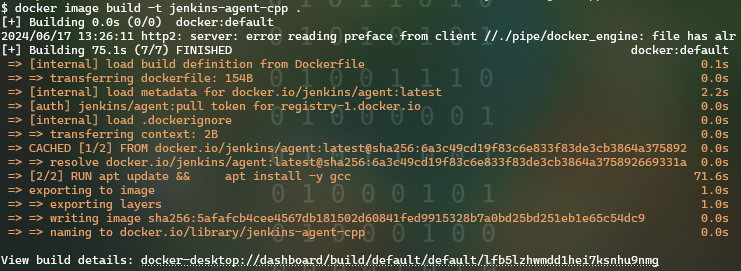 $ docker image build -t jenkins-agent-cpp .
[+] Building 0.0s (0/0)  docker:default
2024/06/17 13:26:11 http2: server: error reading preface from client //./pipe/docker_engine: file has alr
[+] Building 75.1s (7/7) FINISHED docker:default
=> [internal] load build definition from Dockerfile 0.1s
=> => transferring dockerfile: 154B 0.0s
=> [internal] load metadata for docker.io/jenkins/agent:latest 2.2s
=> [auth] jenkins/agent:pull token for registry-1.docker.io 0.0s
=> [internal] load .dockerignore 0.0s
=> => transferring context: 2B 0.0s
=> CACHED [1/2] FROM docker.io/jenkins/agent:latest@sha256:6a3c49cd19f83c6e833f83de3cb3864a375892 0.0s
=> => resolve docker.io/jenkins/agent:latest@sha256:6a3c49cd19f83c6e833f83de3cb3864a375892669331a 0.0s
=> [2/2] RUN apt update &&     apt install -y gcc 71.6s
=> exporting to image 1.0s
=> => exporting layers 1.0s
=> => writing image sha256:5afafcb4cee4567db181502d60841fed9915328b7a0bd25bd251eb1e65c54dc9 0.0s
=> => naming to docker.io/library/jenkins-agent-cpp 0.0s
View build details: docker-desktop://dashboard/build/default/default/lfb5lzhwmdd1hei7ksnhu9nmg